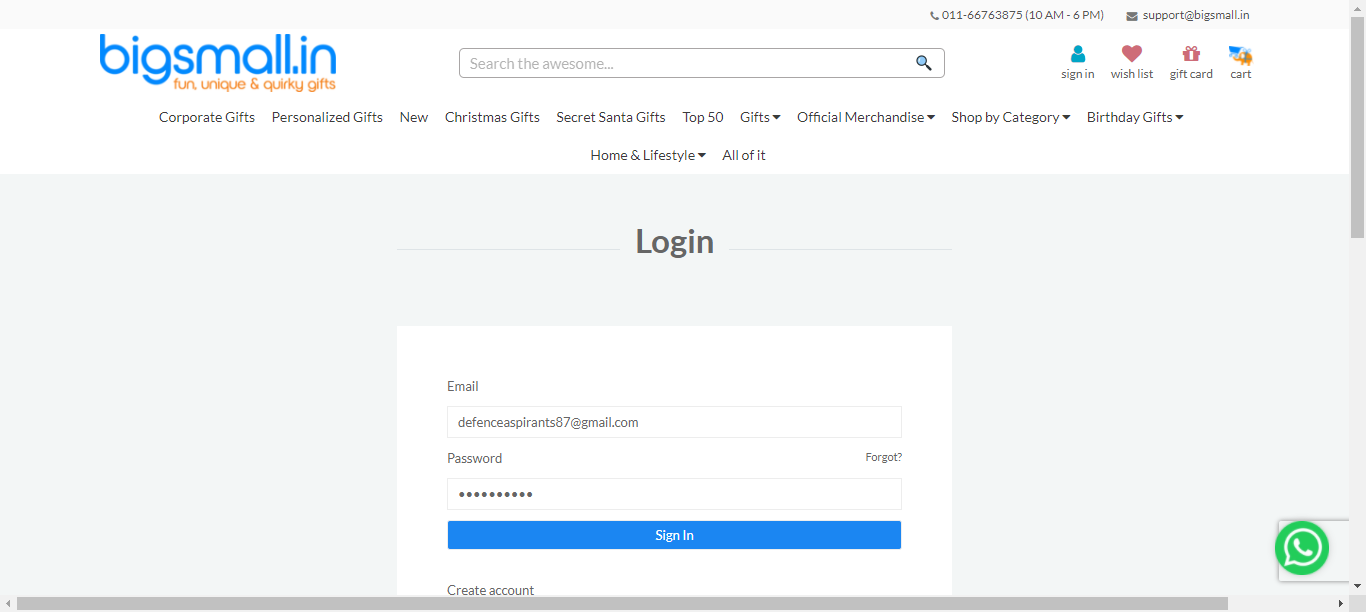 011-66763875 (10 AM - 6 PM) support@bigsmall.in
bigsmall.in
fun, unique & quirky gifts
Search the awesome...
sign in wish list gift card cart
Corporate Gifts Personalized Gifts New Christmas Gifts Secret Santa Gifts Top 50 Gifts Official Merchandise Shop by Category Birthday Gifts
Home & Lifestyle All of it
Login
Email
defenceaspirants87@gmail.com
Password Forgot?
••••••••••
Sign In
Create account